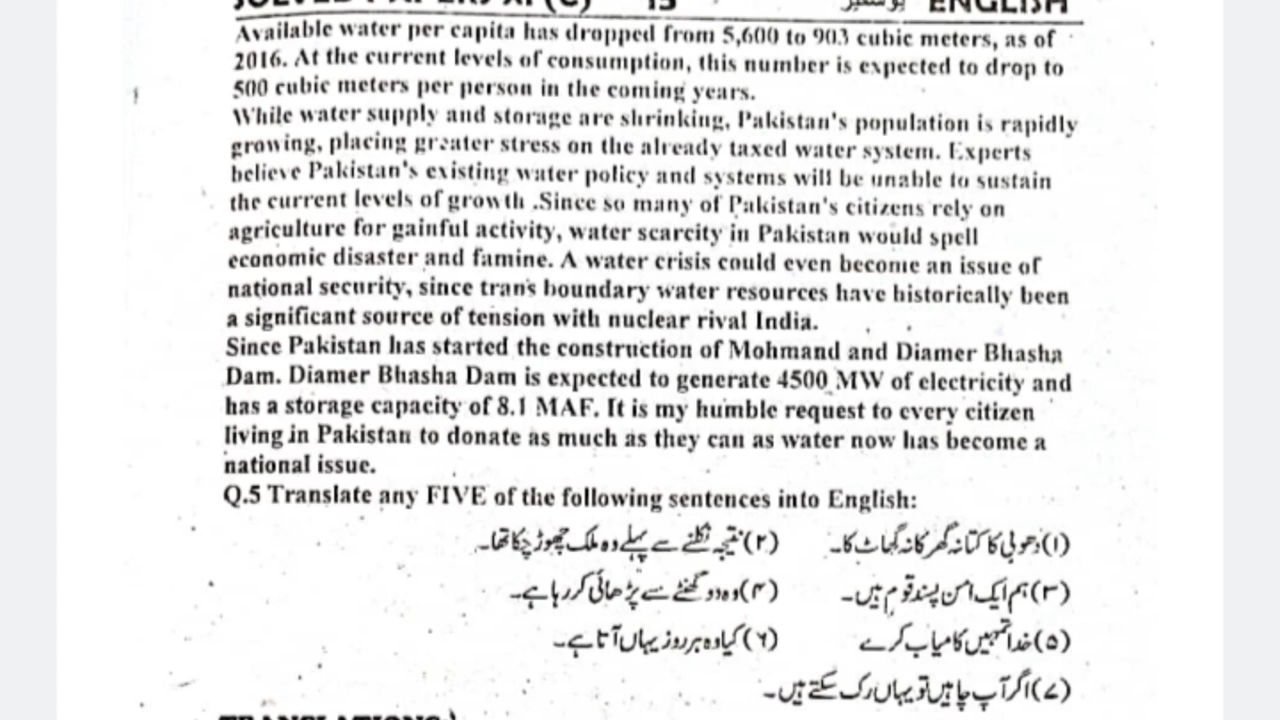 SOLVED PAPERS XI (C) 15 ENGLISH
Available water per capita has dropped from 5,600 to 903 cubic meters, as of
2016. At the current levels of consumption, this number is expected to drop to
500 cubic meters per person in the coming years.
While water supply and storage are shrinking, Pakistan's population is rapidly
growing, placing greater stress on the already taxed water system. Experts
believe Pakistan's existing water policy and systems will be unable to sustain
the current levels of growth .Since so many of Pakistan's citizens rely on
agriculture for gainful activity, water scarcity in Pakistan would spell
economic disaster and famine. A water crisis could even become an issue of
national security, since trans boundary water resources have historically been
a significant source of tension with nuclear rival India.
Since Pakistan has started the construction of Mohmand and Diamer Bhasha
Dam. Diamer Bhasha Dam is expected to generate 4500 MW of electricity and
has a storage capacity of 8.1 MAF. It is my humble request to every citizen
living in Pakistan to donate as much as they can as water now has become a
national issue.
Q.5 Translate any FIVE of the following sentences into English:
(۱) دھوبی کا کتا نہ گھر کا نہ گھاٹ کا۔ (۲) نتیجہ نکلنے سے پہلے وہ ملک چھوڑ چکا تھا۔
(۳) ہم ایک امن پسند قوم ہیں۔ (۴) وہ دو گھنٹے سے پڑھائی کر رہا ہے۔
(۵) خدا تمہیں کامیاب کرے (۶) کیا وہ ہر روز یہاں آتا ہے۔
(۷) اگر آپ چاہیں تو یہاں رک سکتے ہیں۔